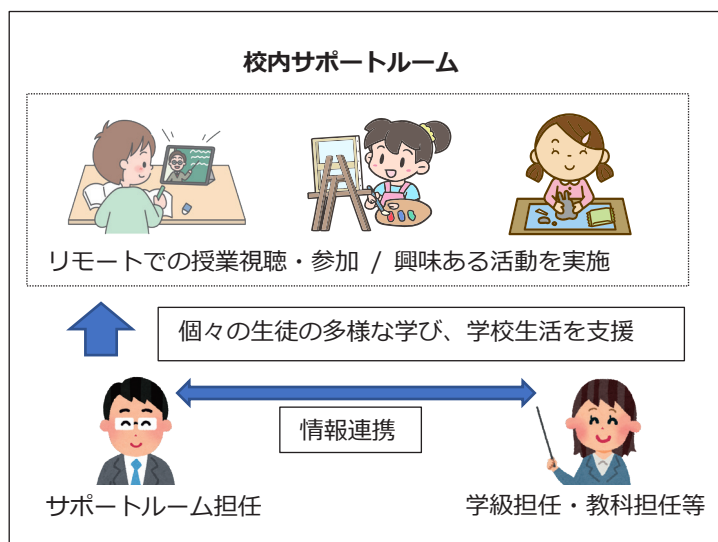 校内サポートルーム
リモートでの授業視聴・参加 / 興味ある活動を実施
個々の生徒の多様な学び、学校生活を支援
情報連携
サポートルーム担任
学級担任・教科担任等